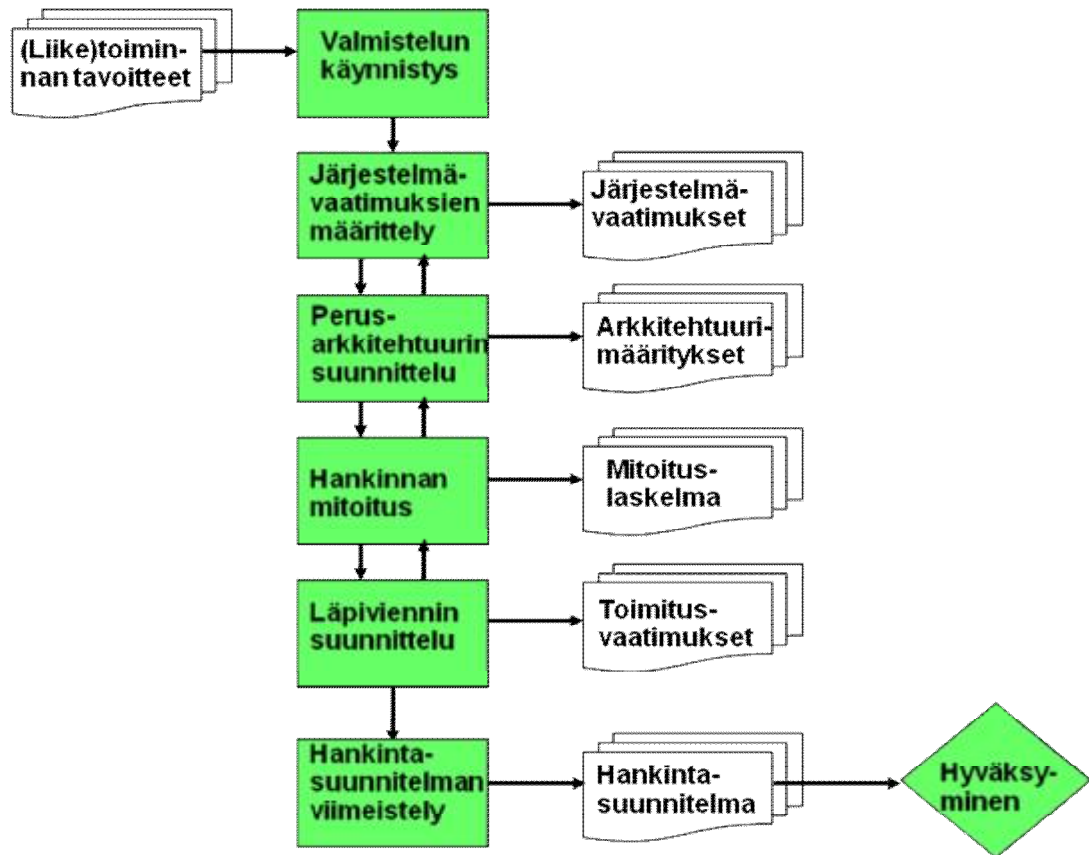 (Liike)toimin-
nan tavoitteet
Valmistelun
käynnistys
Järjestelmä-
vaatimuksien
määrittely
Järjestelmä-
vaatimukset
Perus-
arkkitehtuurin
suunnittelu
Arkkitehtuuri-
määritykset
Hankinnan
mitoitus
Mitoitus-
laskelma
Läpiviennin
suunnittelu
Toimitus-
vaatimukset
Hankinta-
suunnitelman
viimeistely
Hankinta-
suunnitelma
Hyväksy-
minen